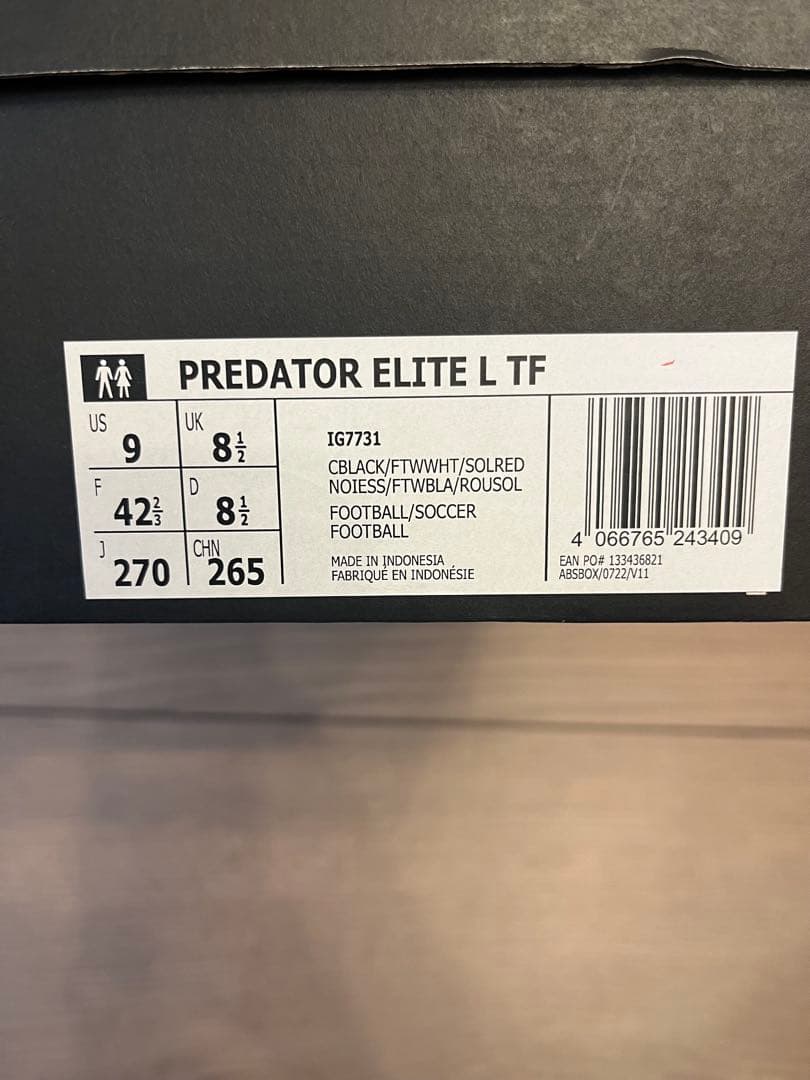 PREDATOR ELITE L TF
US 9
UK 8½
F 42⅔
D 8½
J 270
CHN 265
IG7731
CBLACK/FTWWHT/SOLRED
NOIESS/FTWBLA/ROUSOL
FOOTBALL/SOCCER
FOOTBALL
MADE IN INDONESIA
FABRIQUÉ EN INDONÉSIE
4 066765 243409
EAN PO# 133436821
ABSBOX/0722/V11